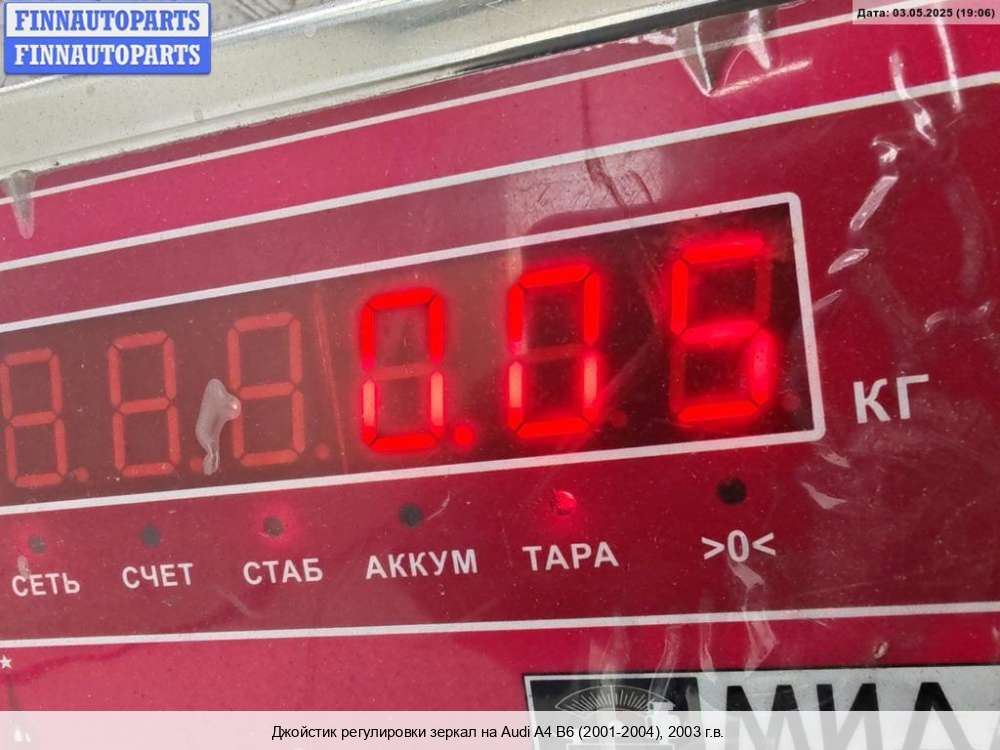 FINNAUTOPARTS
FINNAUTOPARTS
Дата: 03.05.2025 (19:06)
0.05
КГ
СЕТЬ СЧЕТ СТАБ АККУМ ТАРА >0<
Джойстик регулировки зеркал на Audi A4 B6 (2001-2004), 2003 г.в.